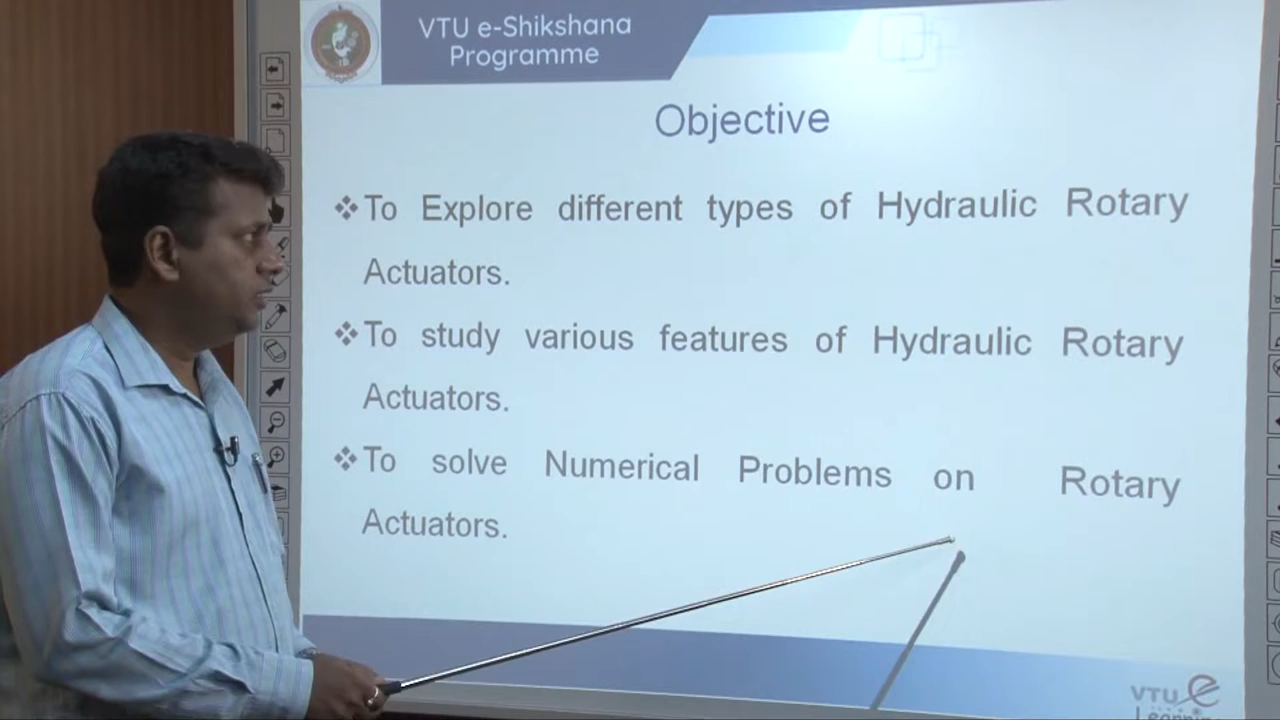 VTU e-Shikshana
Programme
Objective
❖To Explore different types of Hydraulic Rotary
Actuators.
❖To study various features of Hydraulic Rotary
Actuators.
❖To solve Numerical Problems on Rotary
Actuators.
VTU e
Learning